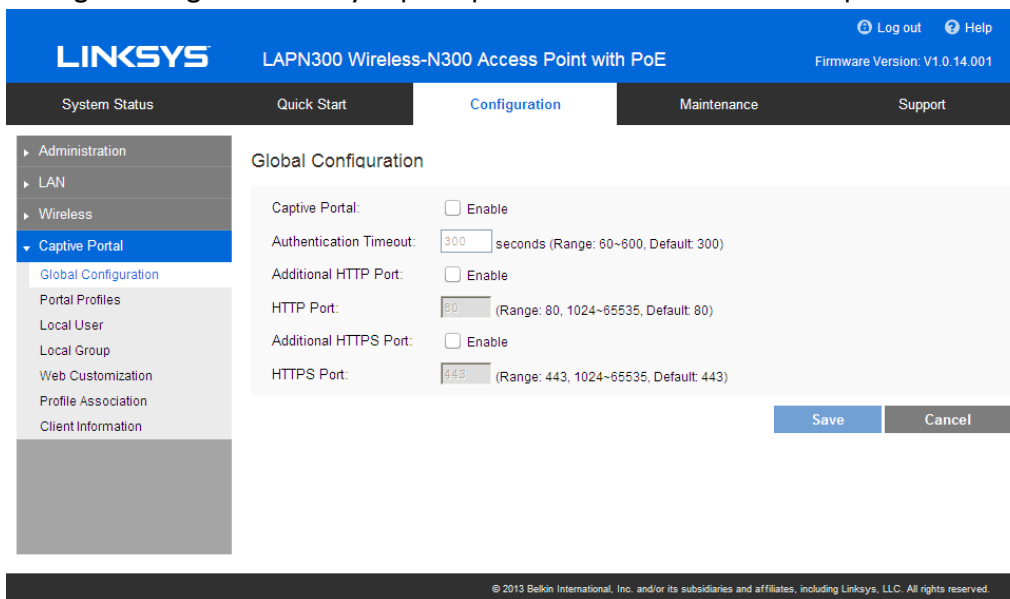 Log out Help
LINKSYS LAPN300 Wireless-N300 Access Point with PoE Firmware Version: V1.0.14.001
System Status Quick Start Configuration Maintenance Support
Administration
LAN
Wireless
Captive Portal
Global Configuration
Portal Profiles
Local User
Local Group
Web Customization
Profile Association
Client Information
Global Configuration
Captive Portal: Enable
Authentication Timeout: 300 seconds (Range: 60~600, Default: 300)
Additional HTTP Port: Enable
HTTP Port: 80 (Range: 80, 1024~65535, Default: 80)
Additional HTTPS Port: Enable
HTTPS Port: 443 (Range: 443, 1024~65535, Default: 443)
Save Cancel
© 2013 Belkin International, Inc. and/or its subsidiaries and affiliates, including Linksys, LLC. All rights reserved.